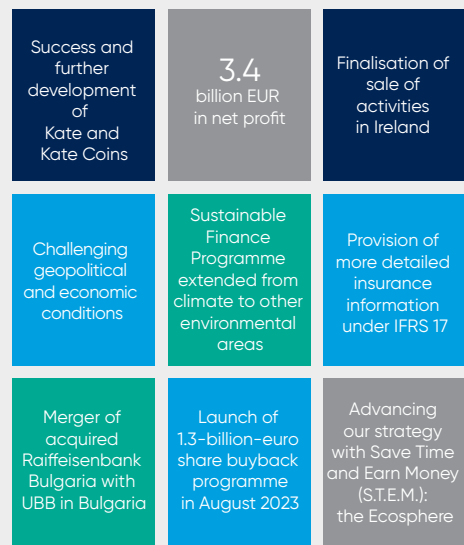 Success and
further
development
of
Kate and
Kate Coins
3.4
billion EUR
in net profit
Finalisation of
sale of
activities
in Ireland
Challenging
geopolitical
and economic
conditions
Sustainable
Finance
Programme
extended from
climate to other
environmental
areas
Provision of
more detailed
insurance
information
under IFRS 17
Merger of
acquired
Raiffeisenbank
Bulgaria with
UBB in Bulgaria
Launch of
1.3-billion-euro
share buyback
programme
in August 2023
Advancing
our strategy
with Save Time
and Earn Money
(S.T.E.M.):
the Ecosphere